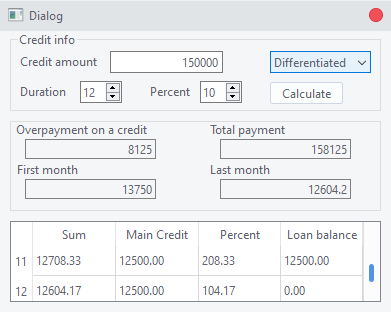 Dialog
Credit info
Credit amount 150000 Differentiated
Duration 12 Percent 10 Calculate
Overpayment on a credit Total payment
8125 158125
First month Last month
13750 12604.2
Sum Main Credit Percent Loan balance
11 12708.33 12500.00 208.33 12500.00
12 12604.17 12500.00 104.17 0.00